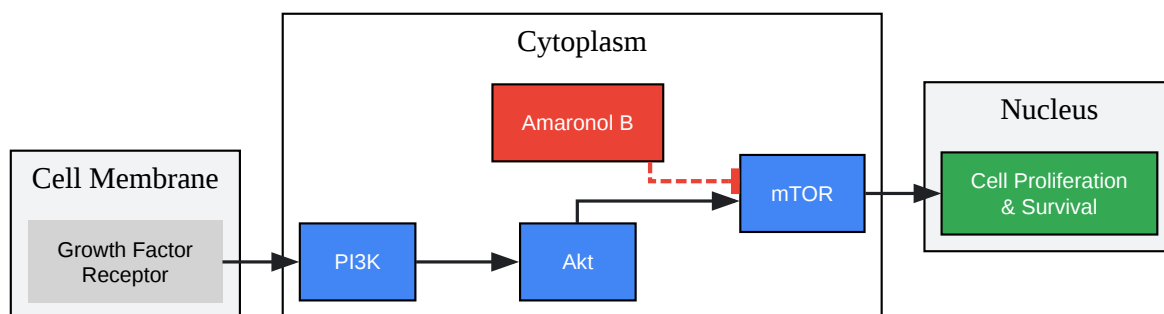 Cytoplasm
Amaronol B
Nucleus
Cell Membrane
mTOR
Cell Proliferation
& Survival
Growth Factor
Receptor
PI3K
Akt